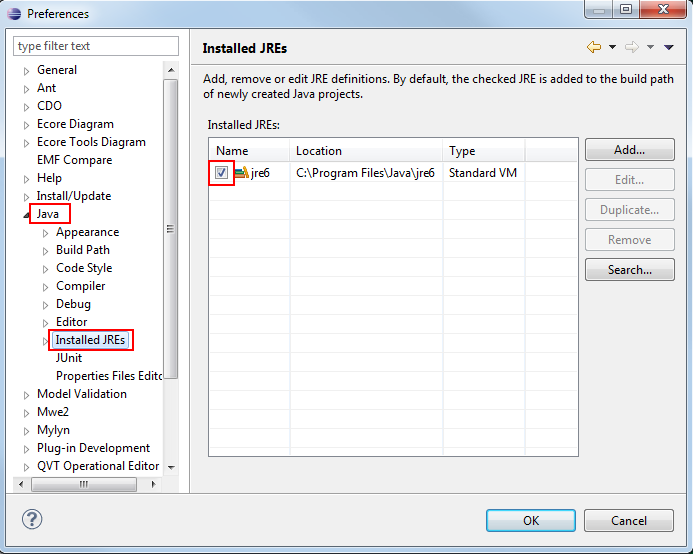 Preferences
type filter text
General
Ant
CDO
Ecore Diagram
Ecore Tools Diagram
EMF Compare
Help
Install/Update
Java
Appearance
Build Path
Code Style
Compiler
Debug
Editor
Installed JREs
JUnit
Properties Files Edito
Model Validation
Mwe2
Mylyn
Plug-in Development
QVT Operational Editor
Installed JREs
Add, remove or edit JRE definitions. By default, the checked JRE is added to the build path
of newly created Java projects.
Installed JREs:
Name Location Type
jre6 C:\Program Files\Java\jre6 Standard VM
Add...
Edit...
Duplicate...
Remove
Search...
?
OK Cancel